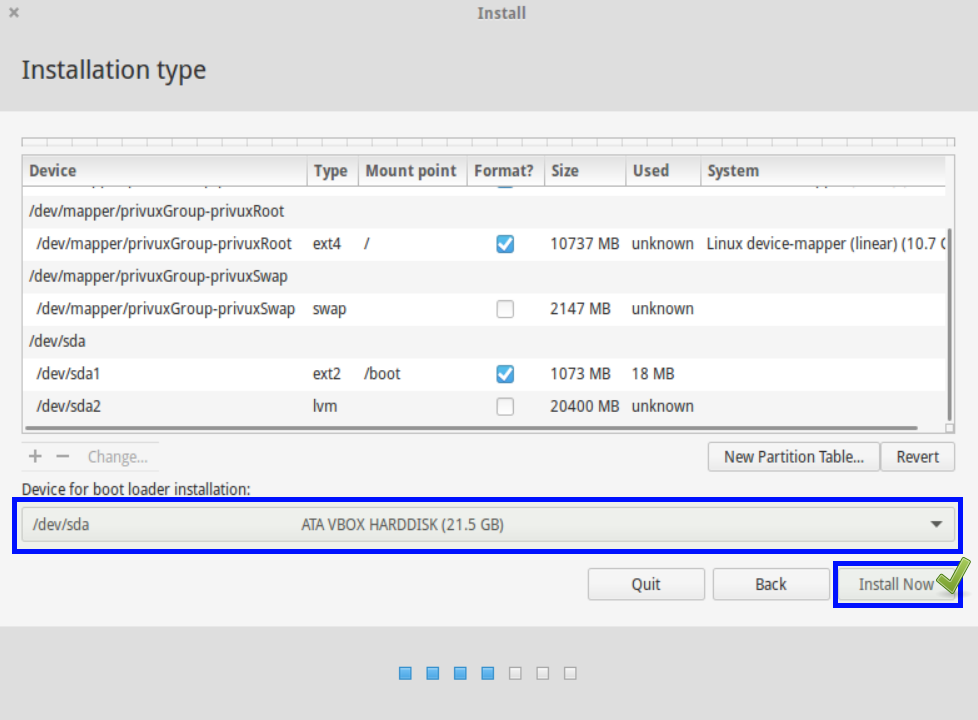 Install
Installation type
Device Type Mount point Format? Size Used System
/dev/mapper/privuxGroup-privuxRoot
/dev/mapper/privuxGroup-privuxRoot ext4 / 10737 MB unknown Linux device-mapper (linear) (10.7 G
/dev/mapper/privuxGroup-privuxSwap
/dev/mapper/privuxGroup-privuxSwap swap 2147 MB unknown
/dev/sda
/dev/sda1 ext2 /boot 1073 MB 18 MB
/dev/sda2 lvm 20400 MB unknown
+ − Change... New Partition Table... Revert
Device for boot loader installation:
/dev/sda ATA VBOX HARDDISK (21.5 GB)
Quit Back Install Now